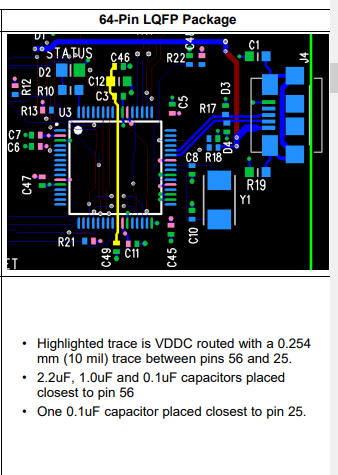 64-Pin LQFP Package
D1
STATUS
C46
C4
R22
C1
J4
D2
C12
R12
R10
C3
C5
D3
R13
U3
R17
C7
C6
D4
C8
R18
C47
R19
Y1
C10
R21
C49
C11
C45
ET
• Highlighted trace is VDDC routed with a 0.254
mm (10 mil) trace between pins 56 and 25.
• 2.2uF, 1.0uF and 0.1uF capacitors placed
closest to pin 56
• One 0.1uF capacitor placed closest to pin 25.